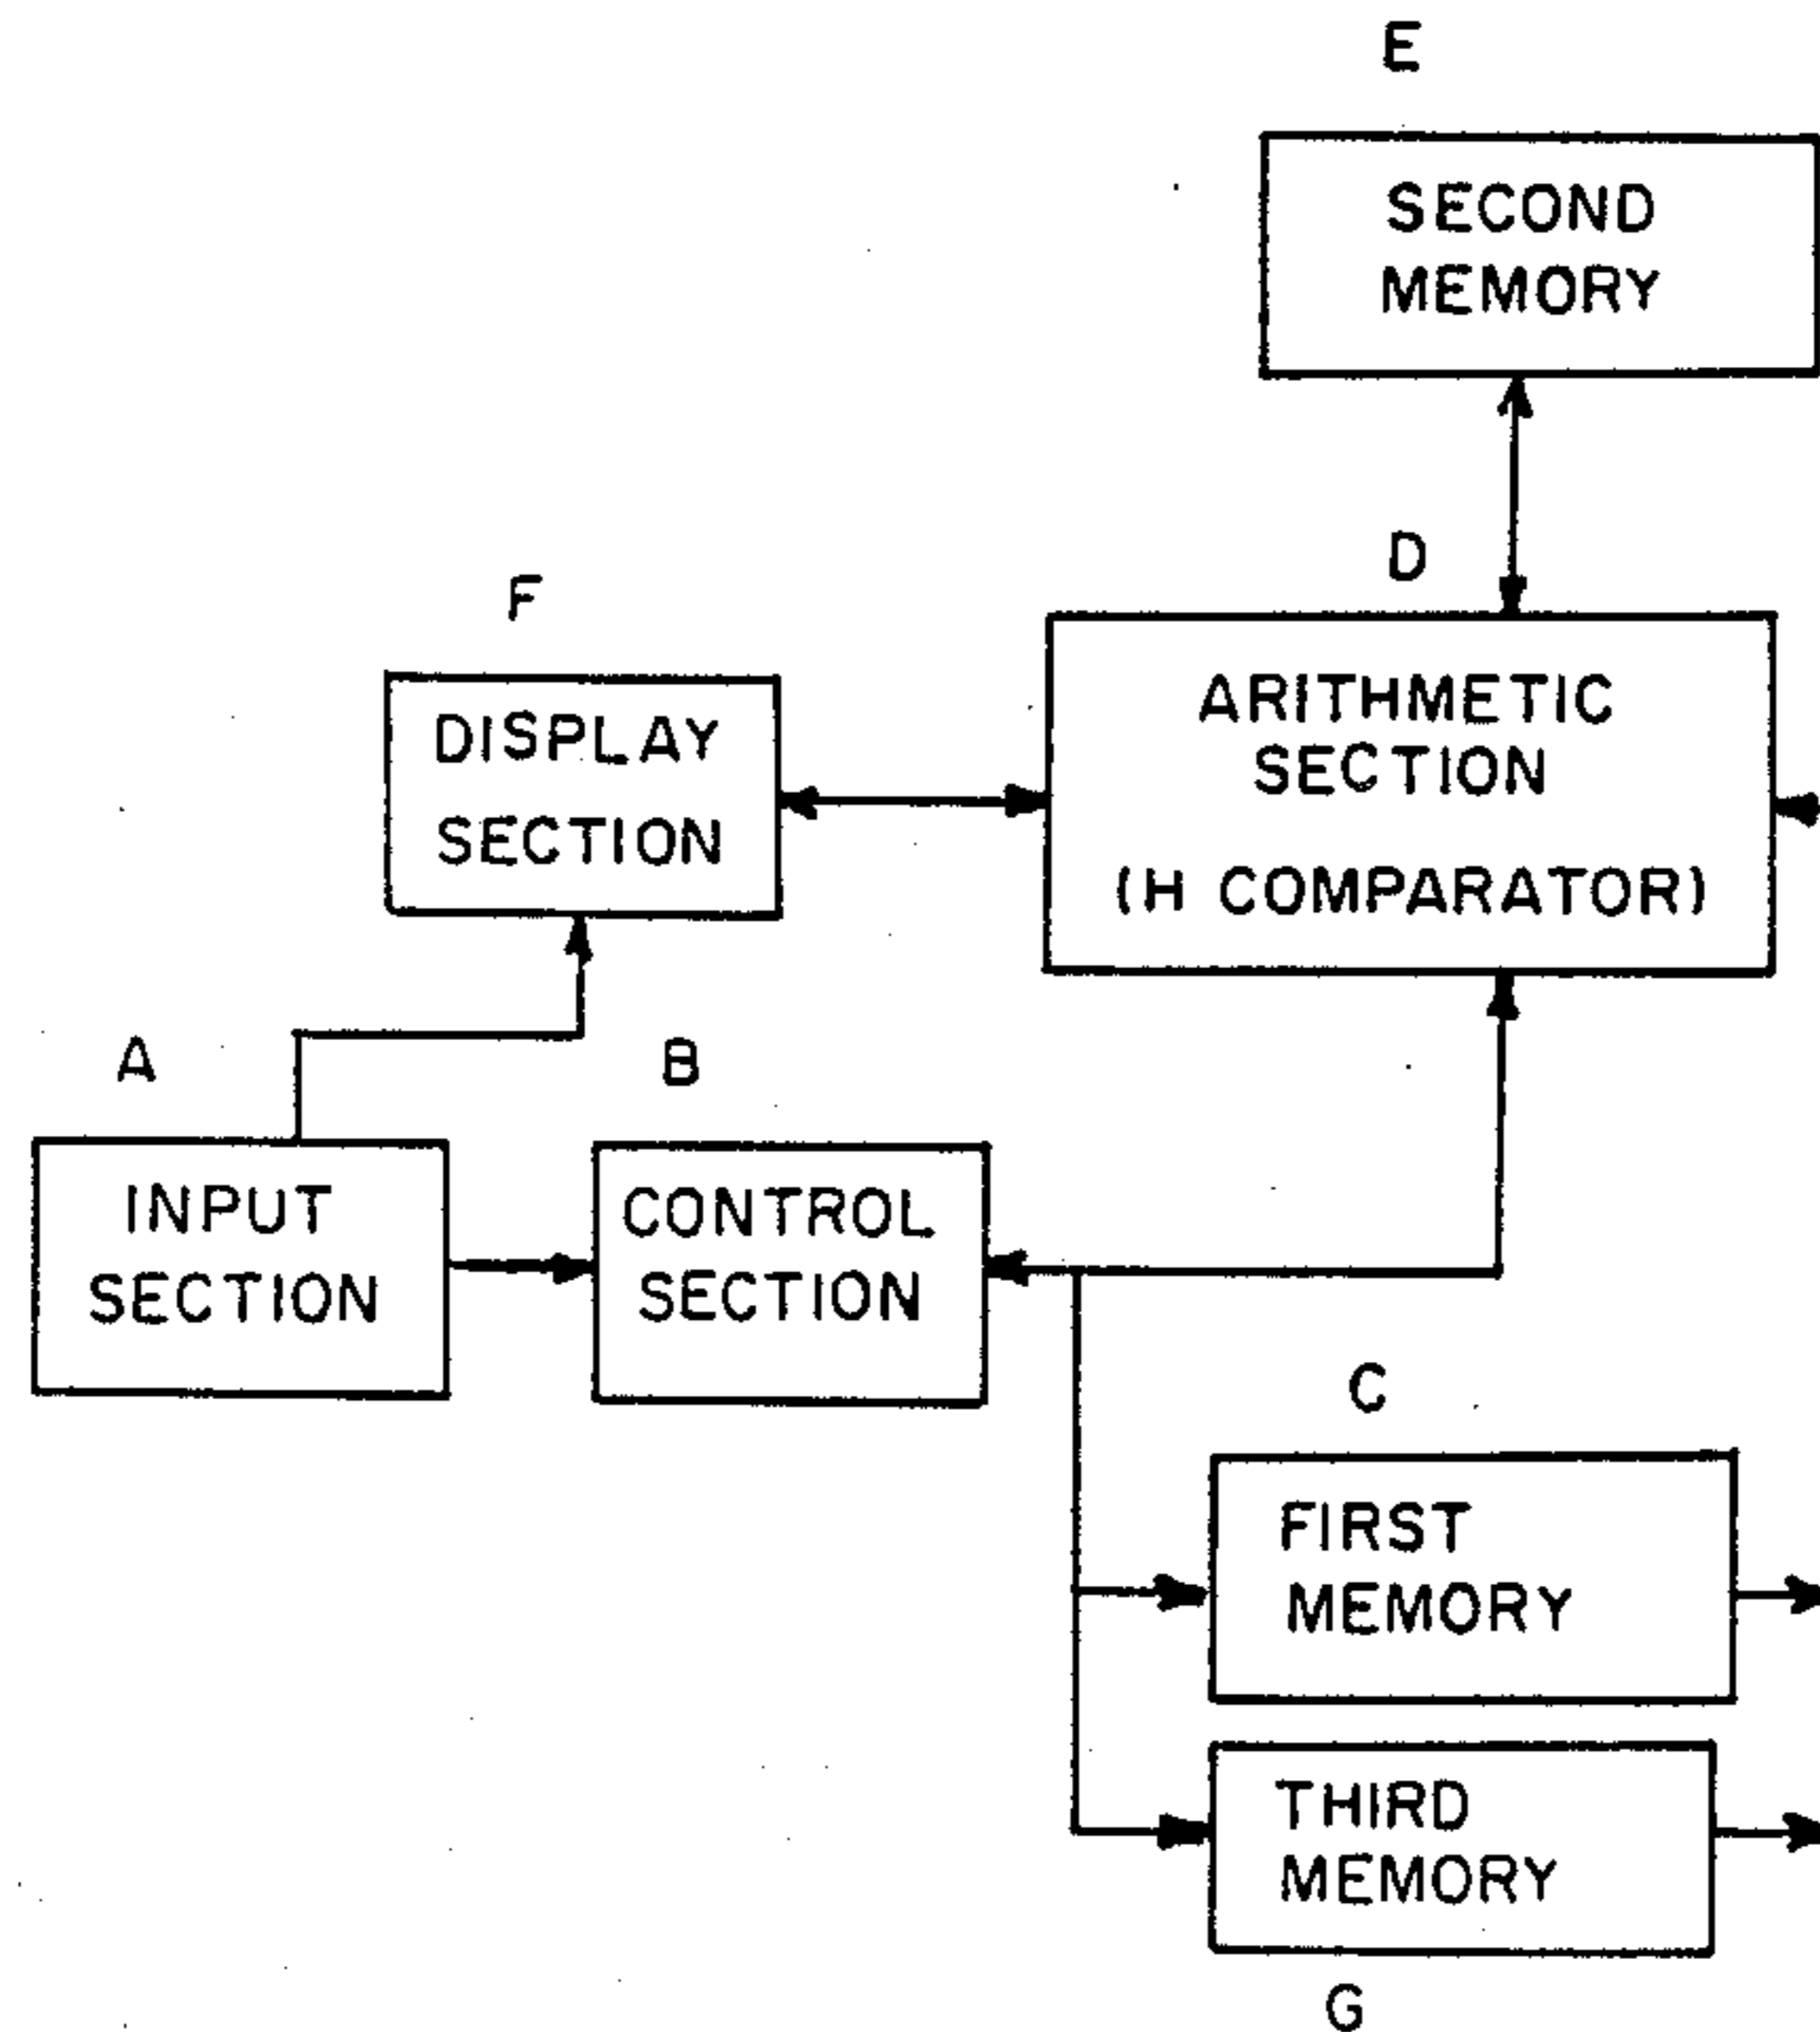 E
SECOND
MEMORY
D
ARITHMETIC
SECTION
(H COMPARATOR)
F
DISPLAY
SECTION
A
INPUT
SECTION
B
CONTROL
SECTION
C
FIRST
MEMORY
THIRD
MEMORY
G